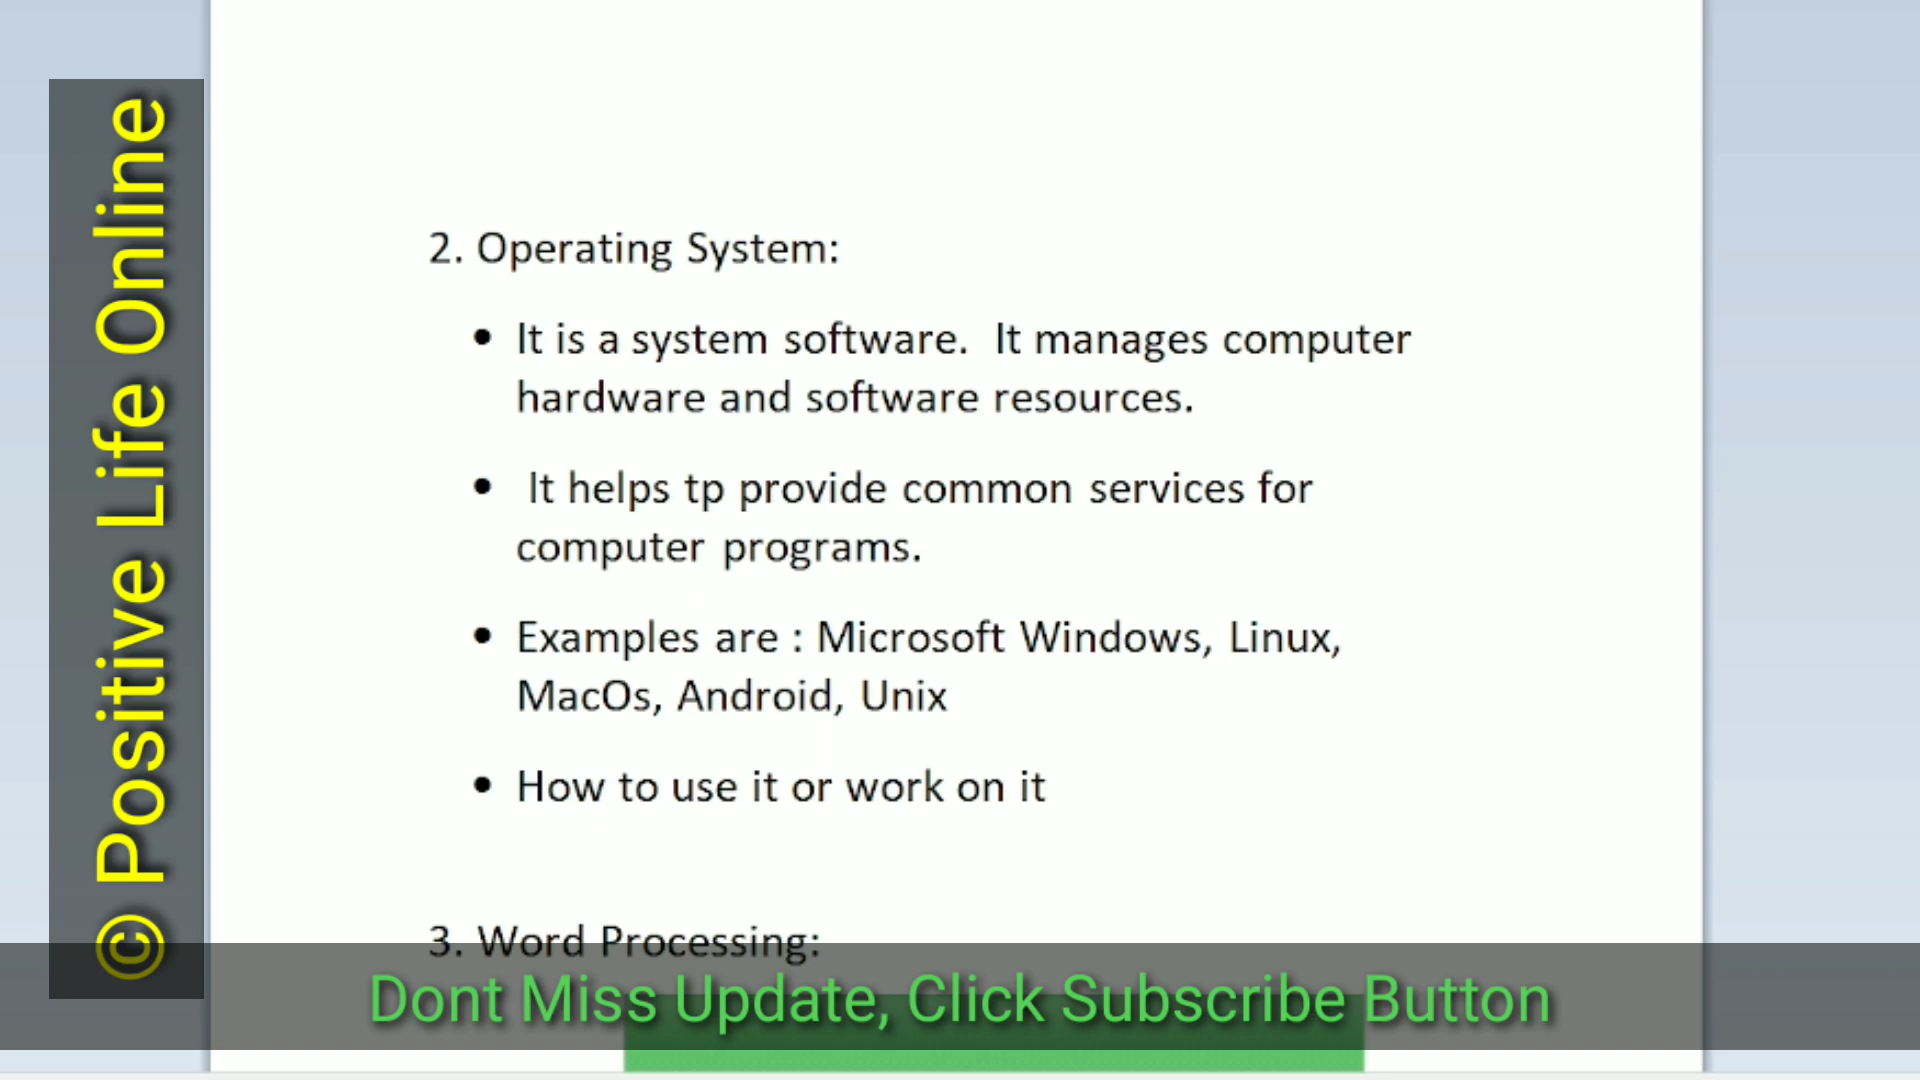 © Positive Life Online
2. Operating System:
• It is a system software.  It manages computer
hardware and software resources.
• It helps tp provide common services for
computer programs.
• Examples are : Microsoft Windows, Linux,
MacOs, Android, Unix
• How to use it or work on it
3. Word Processing:
Dont Miss Update, Click Subscribe Button